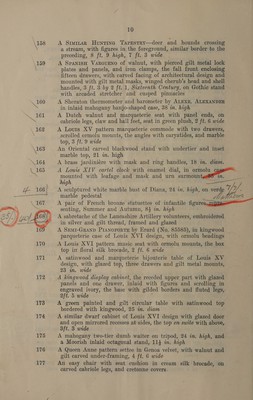 10
158 A SIMILAR HUNTING TAPESTRY—deer and hounds crossing
a stream, with figures in the foreground, similar border to the
preceding, 8 ft. 9 high, 7 ft. 3 wide
159 A SPANISH VARGUENO of walnut, with pierced gilt metal lock
plates and panels, and iron clamps, the fall front enclosing
fifteen drawers, with carved facing of architectural design and
mounted with gilt metal masks, winged cherub's head and shell
handles, 3 ft. 5 by 2 ft. 1, Sixteenth Century, on Gothic stand
with arcaded stretcher and cusped pinnacles
160 A Sheraton thermometer and barometer by ALEXR. ALEXANDER
in inlaid mahogany banjo-shaped case, 38 in. high
161 A Dutch walnut and marqueterie seat with panel ends, on
cabriole legs, claw and ball feet, seat in green plush, 2 ft. 6 wide
162 A Louis XV pattern marqueterie commode with two drawers,
scrolled ormolu mounts, the angles with caryatides, and marble
top, 3 ft. 9 wide
163 An Oriental carved blackwood stand with undertier and inset
marble top, 31 in. high
164 A brass jardinière with mask and ring handles, 18 in. diam.
165 A Louis XIV cartel clock with enamel dial, in ormolu case
mounted with leafage and mask and urn surmounted
in. high
166 A sculptured white marble bust of Diana, 24 in. high, on verde
marble pedestal
167 A pair of French bronze statuettes of infantile figures
seating, Summer and Autumn, 8½ in. high
168 A sabretache of the Lancashire Artillery volunteers, embroidered
in silver and gilt thread, framed and glazed
169 A SEMI-GRAND PIANOFORTE by Erard (No. 65569), in kingwood
parqueterie case of Louis XVI design, with ormolu beadings
170 A Louis XVI pattern music seat with ormolu mounts, the box
top in floral silk brocade, 2 ft. 8 wide
171 A satinwood and marqueterie bijouterie table of Louis XV
design, with glazed top, three drawers and gilt metal mounts,
23 in. wide
172 A kingwood display cabinet, the receded upper part with glazed
panels and one drawer, inlaid with figures and scrolling in
engraved ivory, the base with gilded borders and fluted legs,
2ft. 5 wide
173 A green painted and gilt circular table with satinwood top
bordered with kingwood, 33 in. diam
174 A similar dwarf cabinet of Louis XVI design with glazed door
and open mirrored recesses at sides, the top en suite with above,
3ft. 5 wide
175 A mahogany two-tier dumb waiter on tripod, 24 in. high, and
a Moorish inlaid octagonal stand, 11½ in. high
176 A Queen Anne pattern settee in Genoa velvet, with walnut and
gilt carved under-framing, 4 ft. 8 wide
177 An easy chair with seat cushion in cream silk brocade, on
carved cabriole legs, and cretonne covers